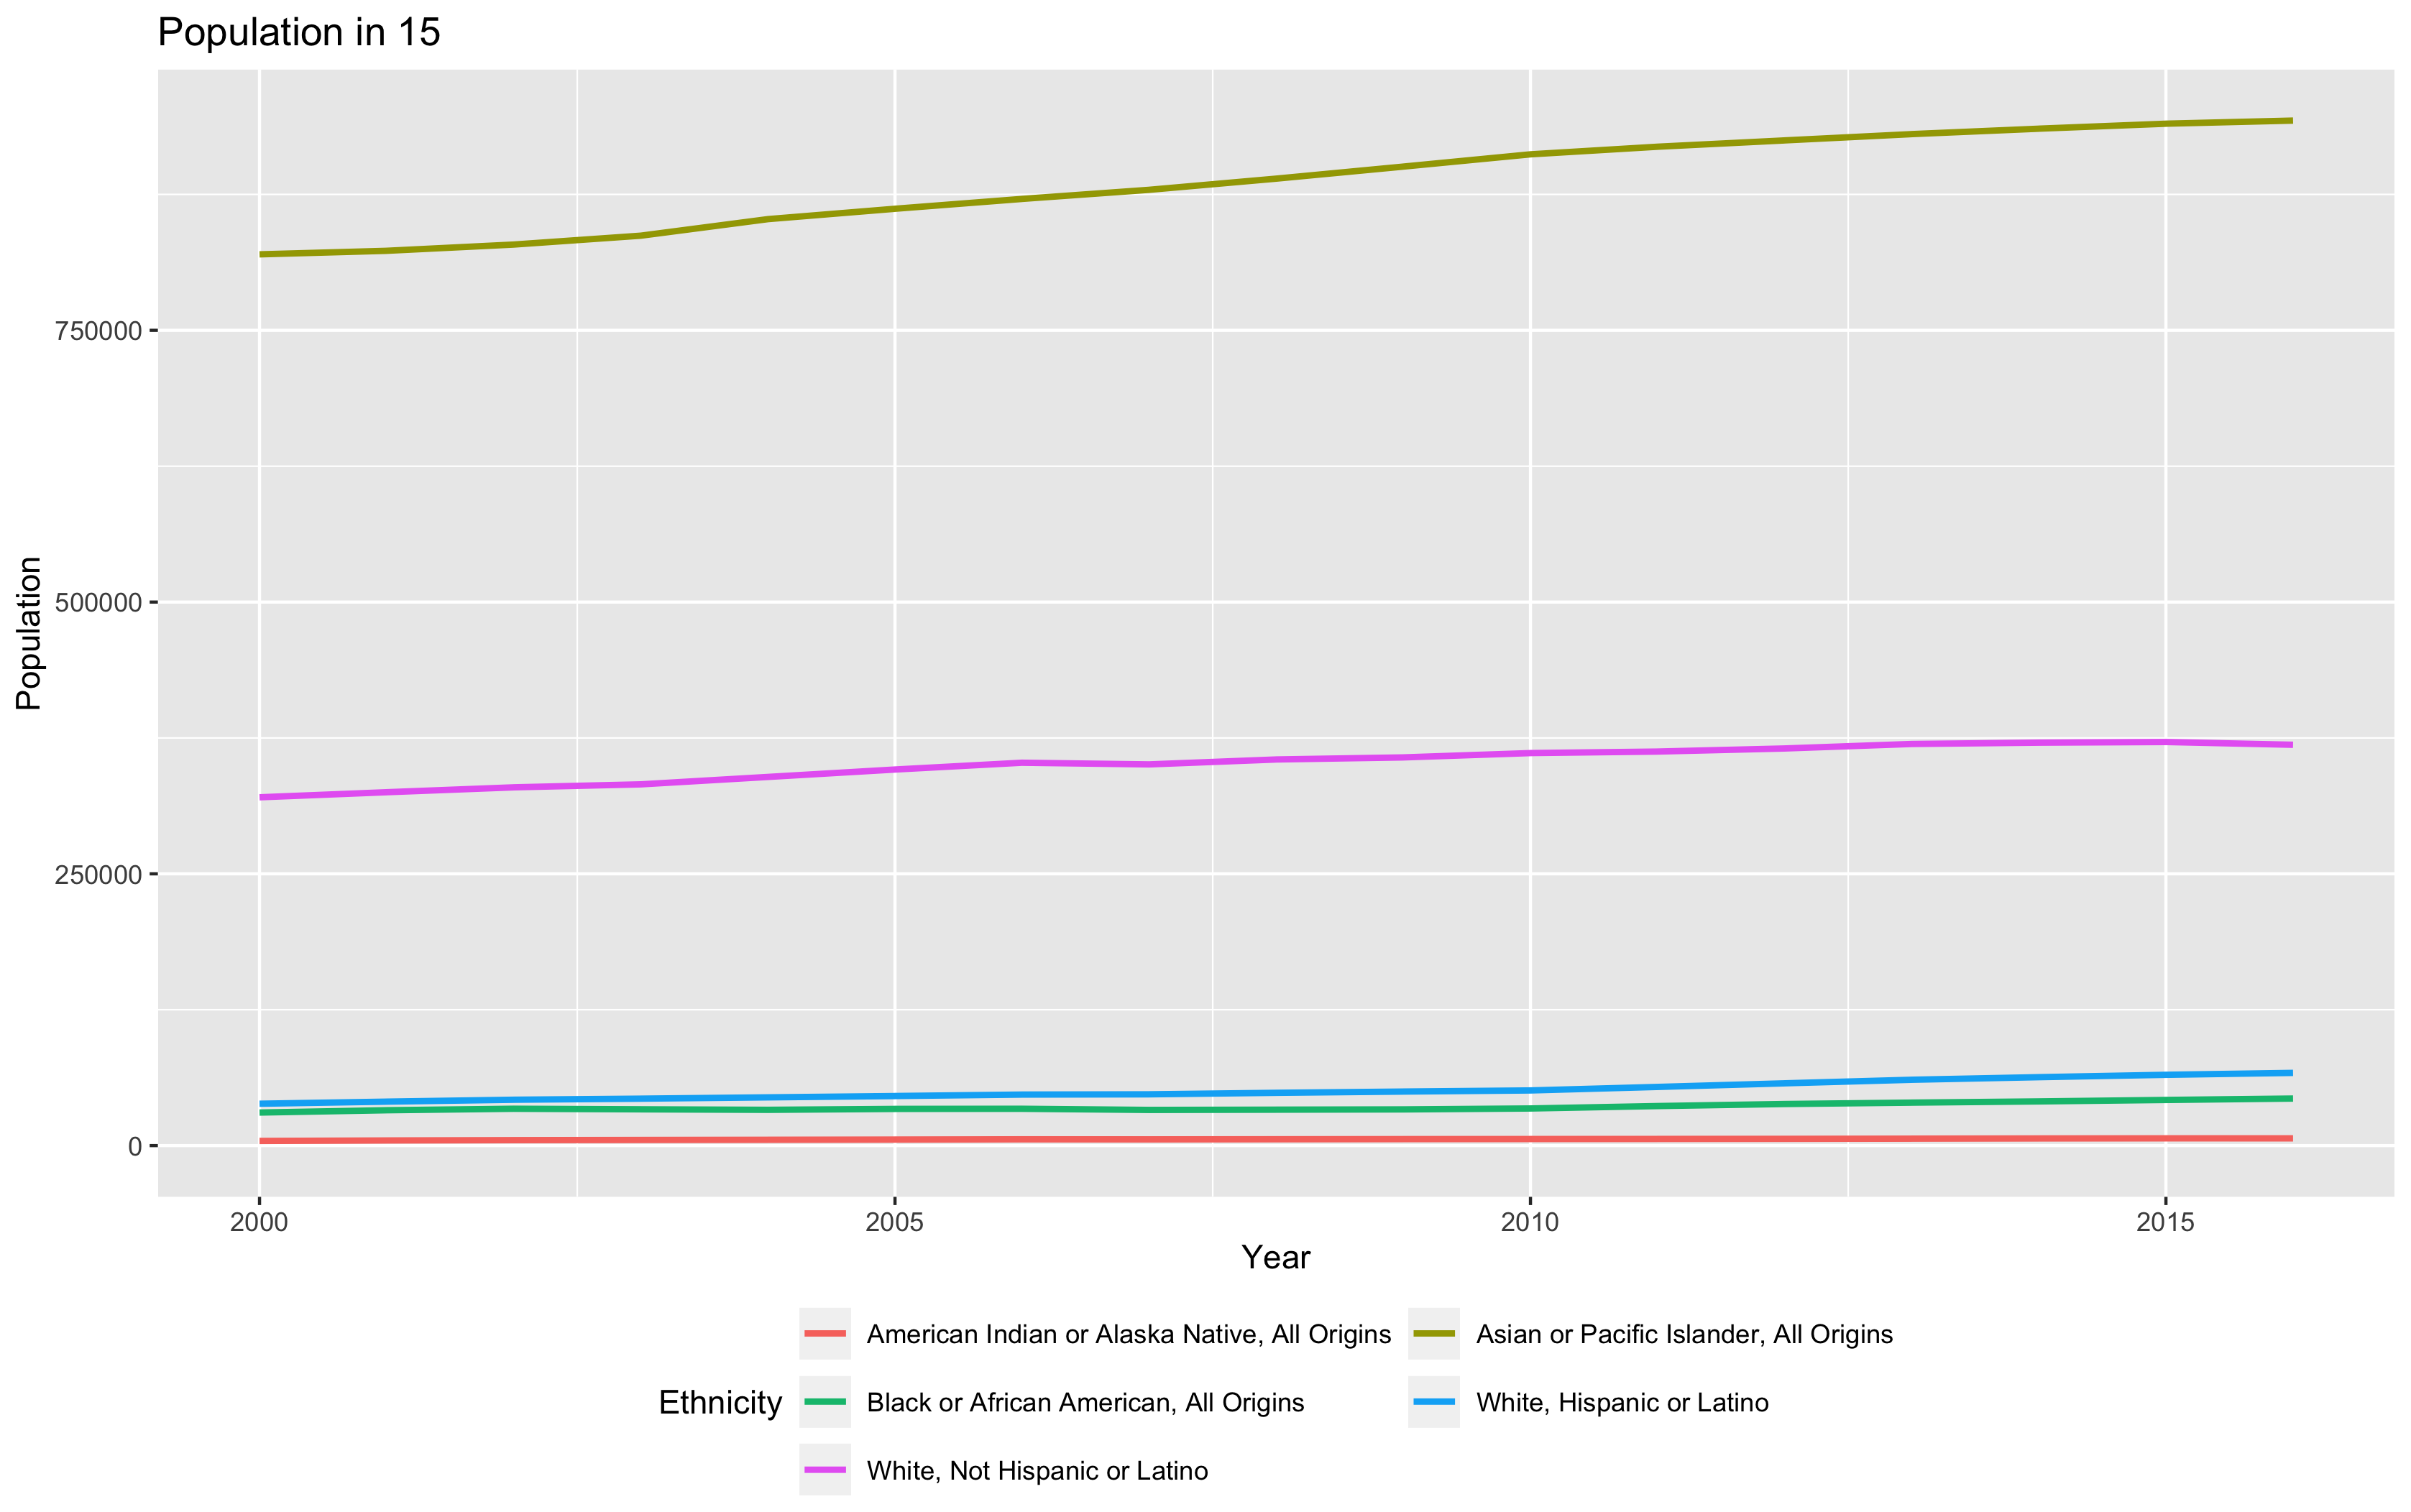 Population in 15
Population
750000
500000
250000
0
2000 2005 2010 2015
Year
Ethnicity
American Indian or Alaska Native, All Origins
Asian or Pacific Islander, All Origins
Black or African American, All Origins
White, Hispanic or Latino
White, Not Hispanic or Latino